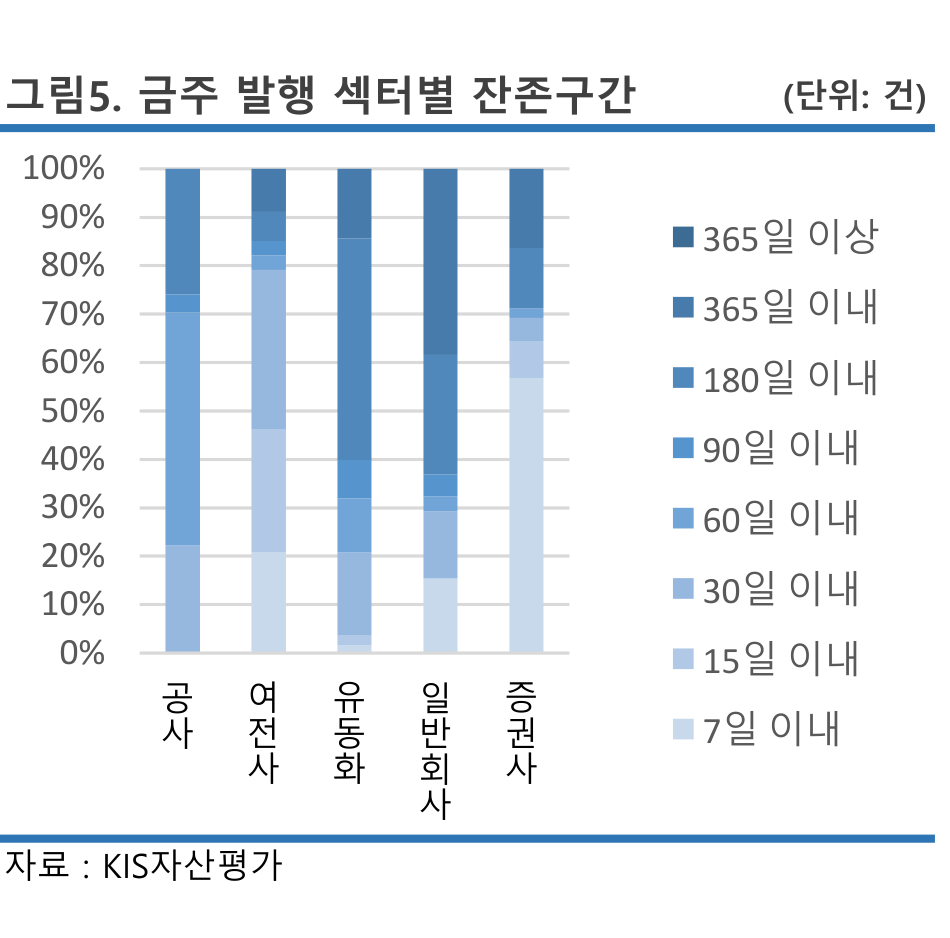 그림5. 금주 발행 섹터별 잔존구간 (단위: 건)
100%
90%
80%
70%
60%
50%
40%
30%
20%
10%
0%
공사
여전사
유동화
일반회사
증권사
365일 이상
365일 이내
180일 이내
90일 이내
60일 이내
30일 이내
15일 이내
7일 이내
자료 : KIS자산평가